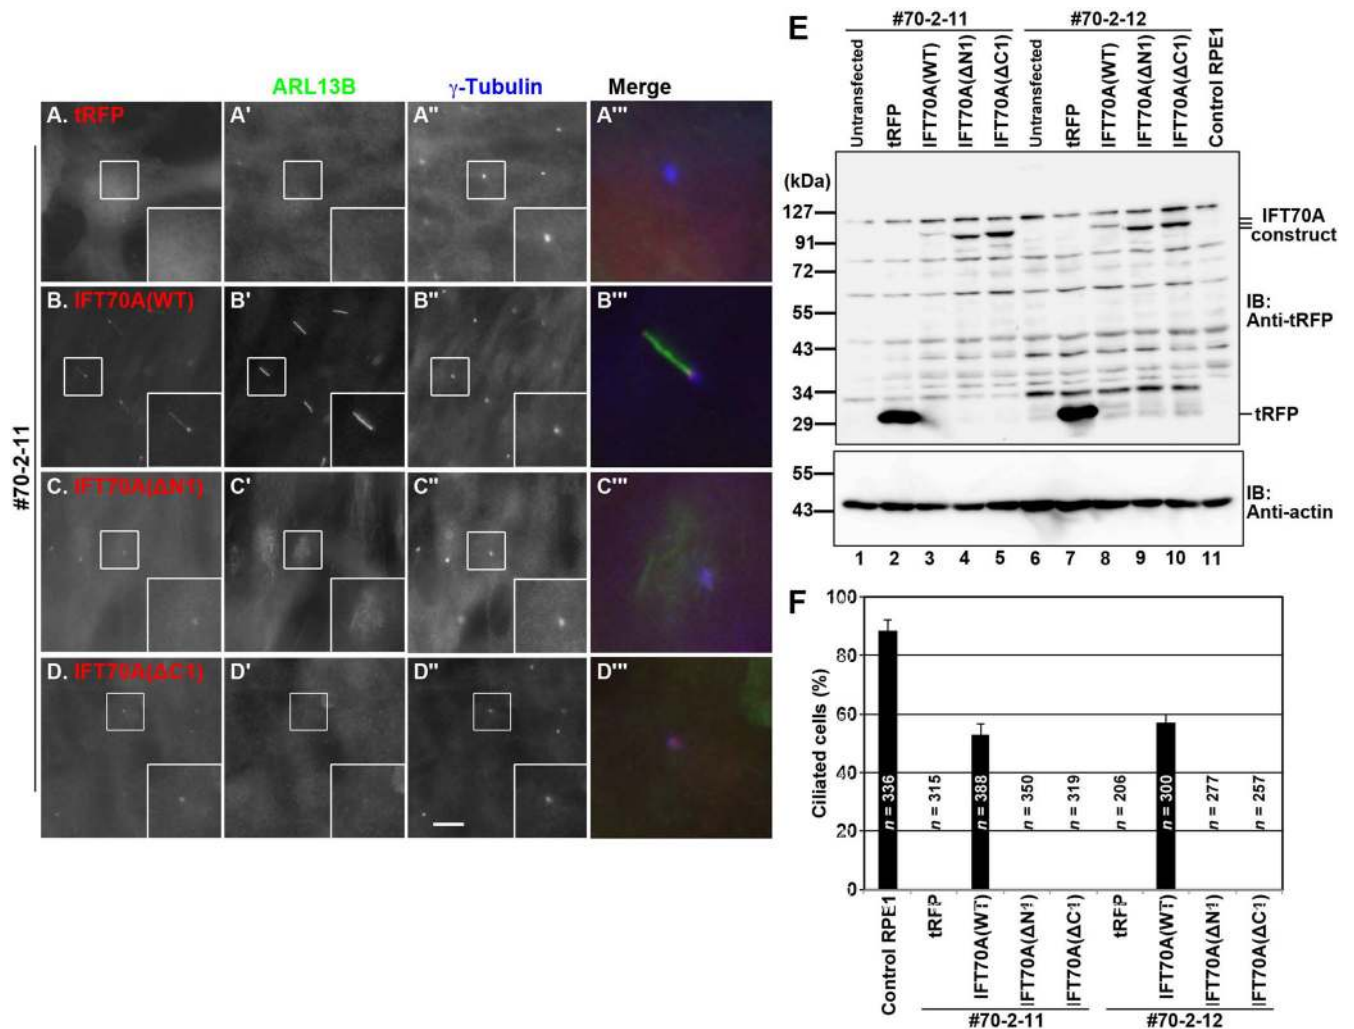 ARL13B
γ-Tubulin
Merge
#70-2-11
A. tRFP
A'
A"
A'"
B. IFT70A(WT)
B'
B"
B'"
C. IFT70A(ΔN1)
C'
C"
C'"
D. IFT70A(ΔC1)
D'
D"
D'"
E
#70-2-11
#70-2-12
Untransfected
tRFP
IFT70A(WT)
IFT70A(ΔN1)
IFT70A(ΔC1)
Untransfected
tRFP
IFT70A(WT)
IFT70A(ΔN1)
IFT70A(ΔC1)
Control RPE1
(kDa)
127
91
72
55
43
34
29
IFT70A
construct
IB:
Anti-tRFP
tRFP
55
43
IB:
Anti-actin
1 2 3 4 5 6 7 8 9 10 11
F
Ciliated cells (%)
100
80
60
40
20
0
n = 336
n = 315
n = 388
n = 350
n = 319
n = 206
n = 300
n = 277
n = 257
Control RPE1
tRFP
IFT70A(WT)
IFT70A(ΔN1)
IFT70A(ΔC1)
tRFP
IFT70A(WT)
IFT70A(ΔN1)
IFT70A(ΔC1)
#70-2-11
#70-2-12